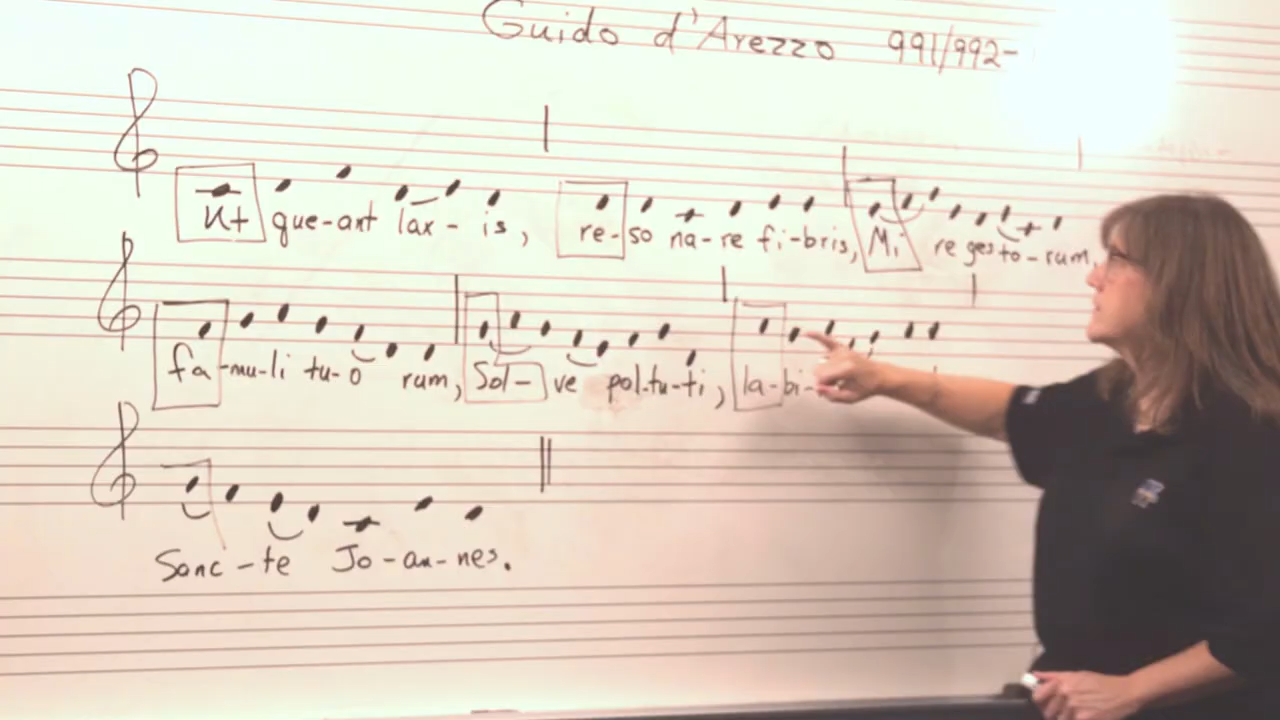 Guido d'Arezzo 991/992-
Ut que-ant lax-is, re-so na-re fi-bris, Mi re ges to-rum,
fa-mu-li tu-o rum, Sol-ve pol-tu-ti, la-bi-
Sanc-te Jo-an-nes.